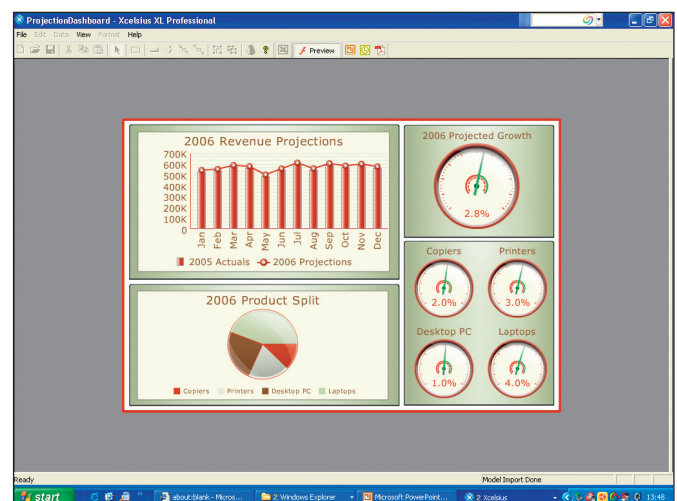 ProjectionDashboard - Xcelsius XL Professional
File Edit Data View Format Help
Preview
2006 Revenue Projections
700K
600K
500K
400K
300K
200K
100K
0
Jan Feb Mar Apr May Jun Jul Aug Sep Oct Nov Dec
2005 Actuals 2006 Projections
2006 Projected Growth
2.8%
2006 Product Split
Copiers Printers Desktop PC Laptops
Copiers Printers
2.0% 3.0%
Desktop PC Laptops
1.0% 4.0%
Ready Model Import Done
start about:blank - Micros... 2 Windows Explorer Microsoft PowerPoint... 2 Xcelsius 13:48